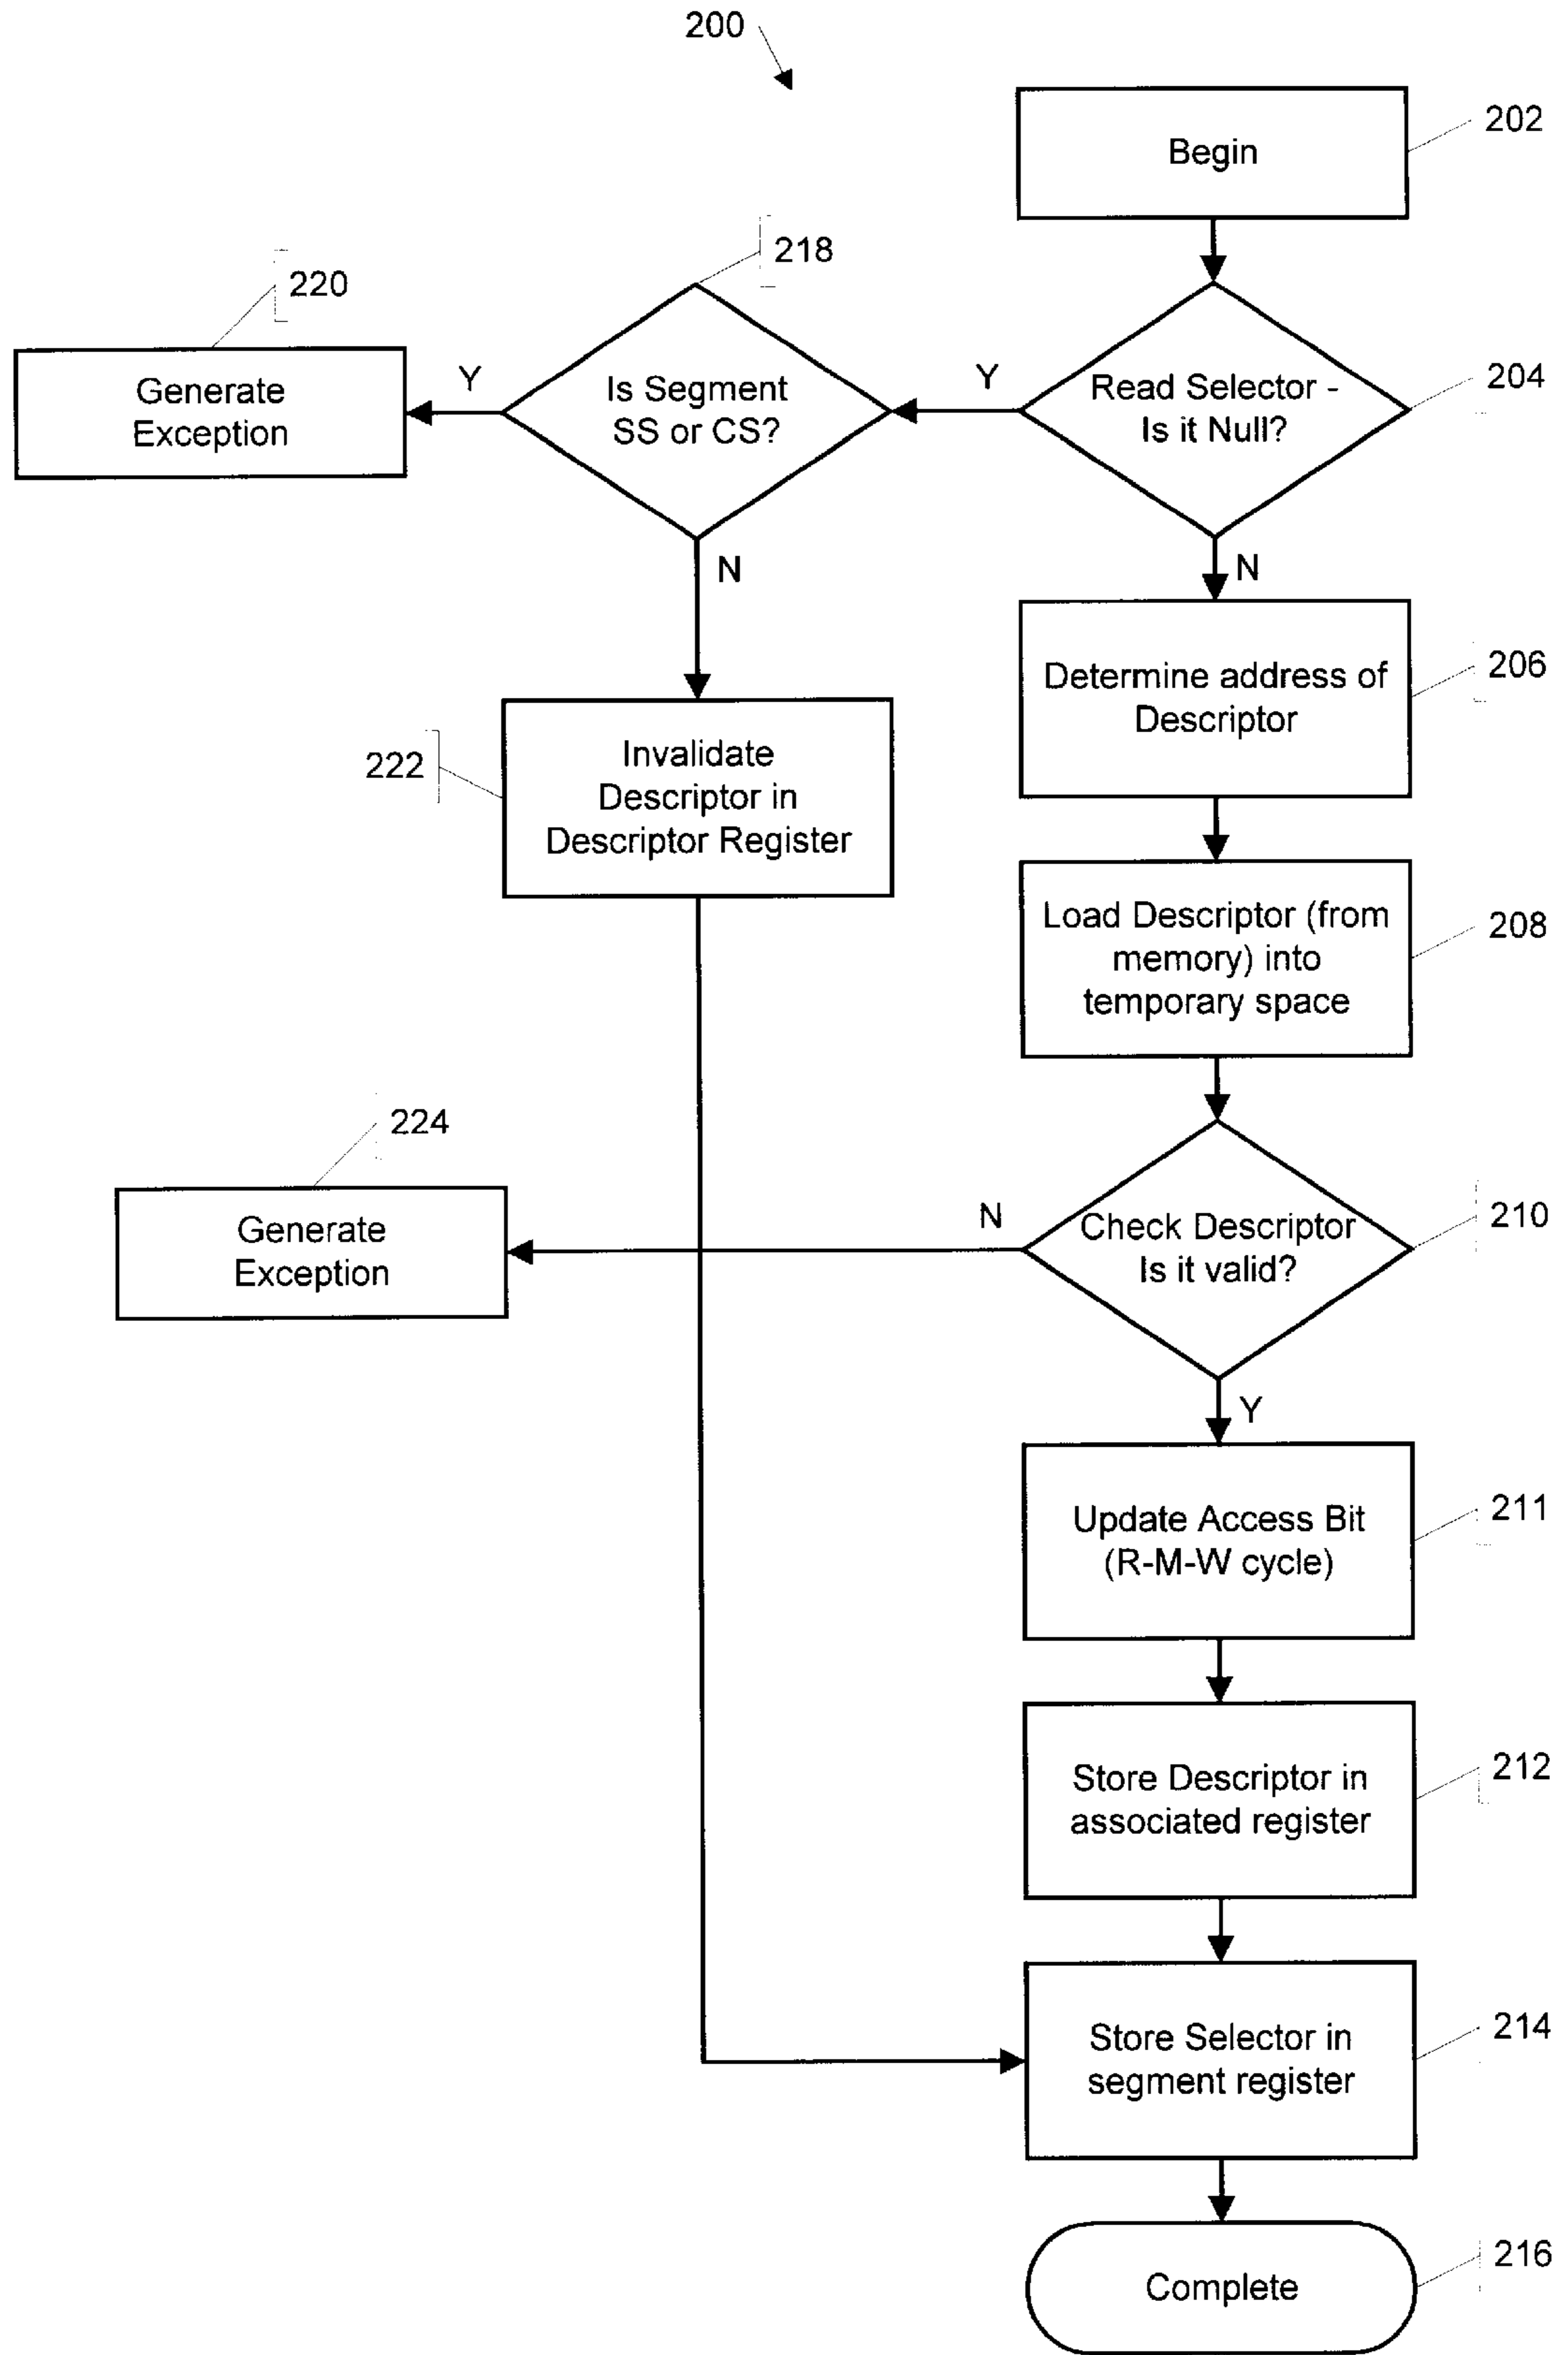 200
202
Begin
218
220
Generate
Exception
Y
Is Segment
SS or CS?
Y
Read Selector -
Is it Null?
204
N
N
Determine address of
Descriptor
206
222
Invalidate
Descriptor in
Descriptor Register
Load Descriptor (from
memory) into
temporary space
208
224
Generate
Exception
N
Check Descriptor
Is it valid?
210
Y
Update Access Bit
(R-M-W cycle)
211
Store Descriptor in
associated register
212
Store Selector in
segment register
214
Complete
216